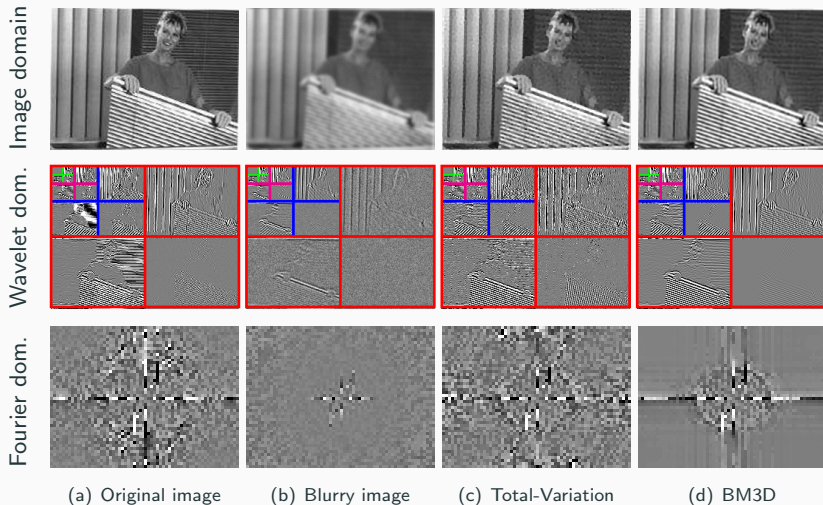 Image domain
Wavelet dom.
Fourier dom.
(a) Original image
(b) Blurry image
(c) Total-Variation
(d) BM3D